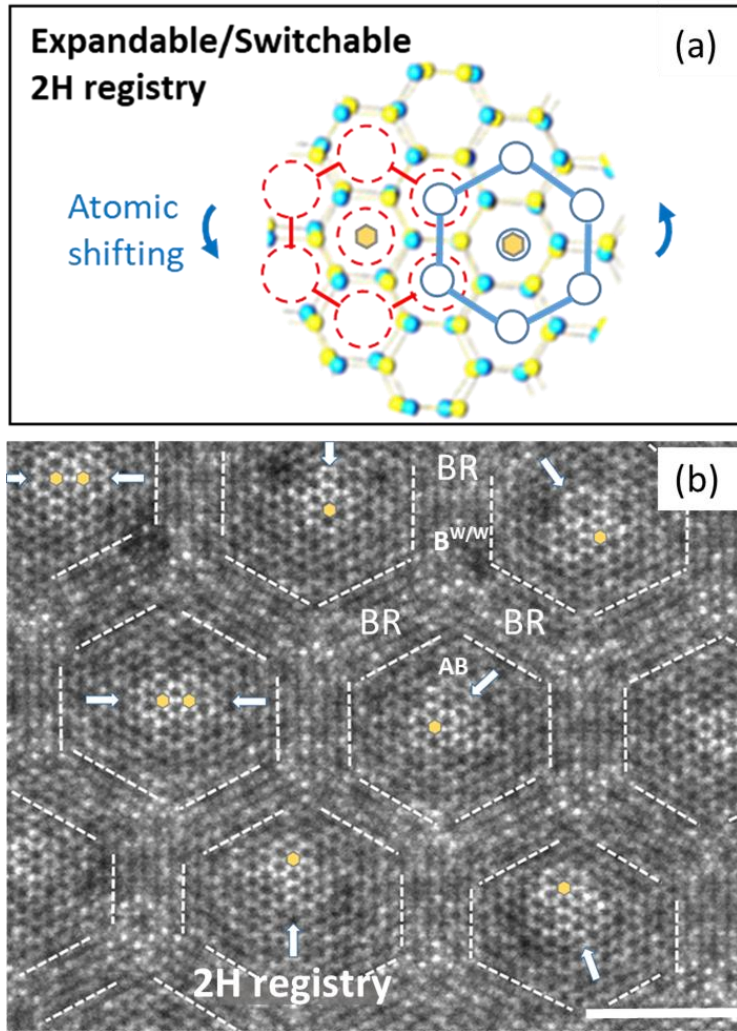 Expandable/Switchable
2H registry
(a)
Atomic
shifting
(b)
BR
B^W/W
BR
BR
AB
2H registry